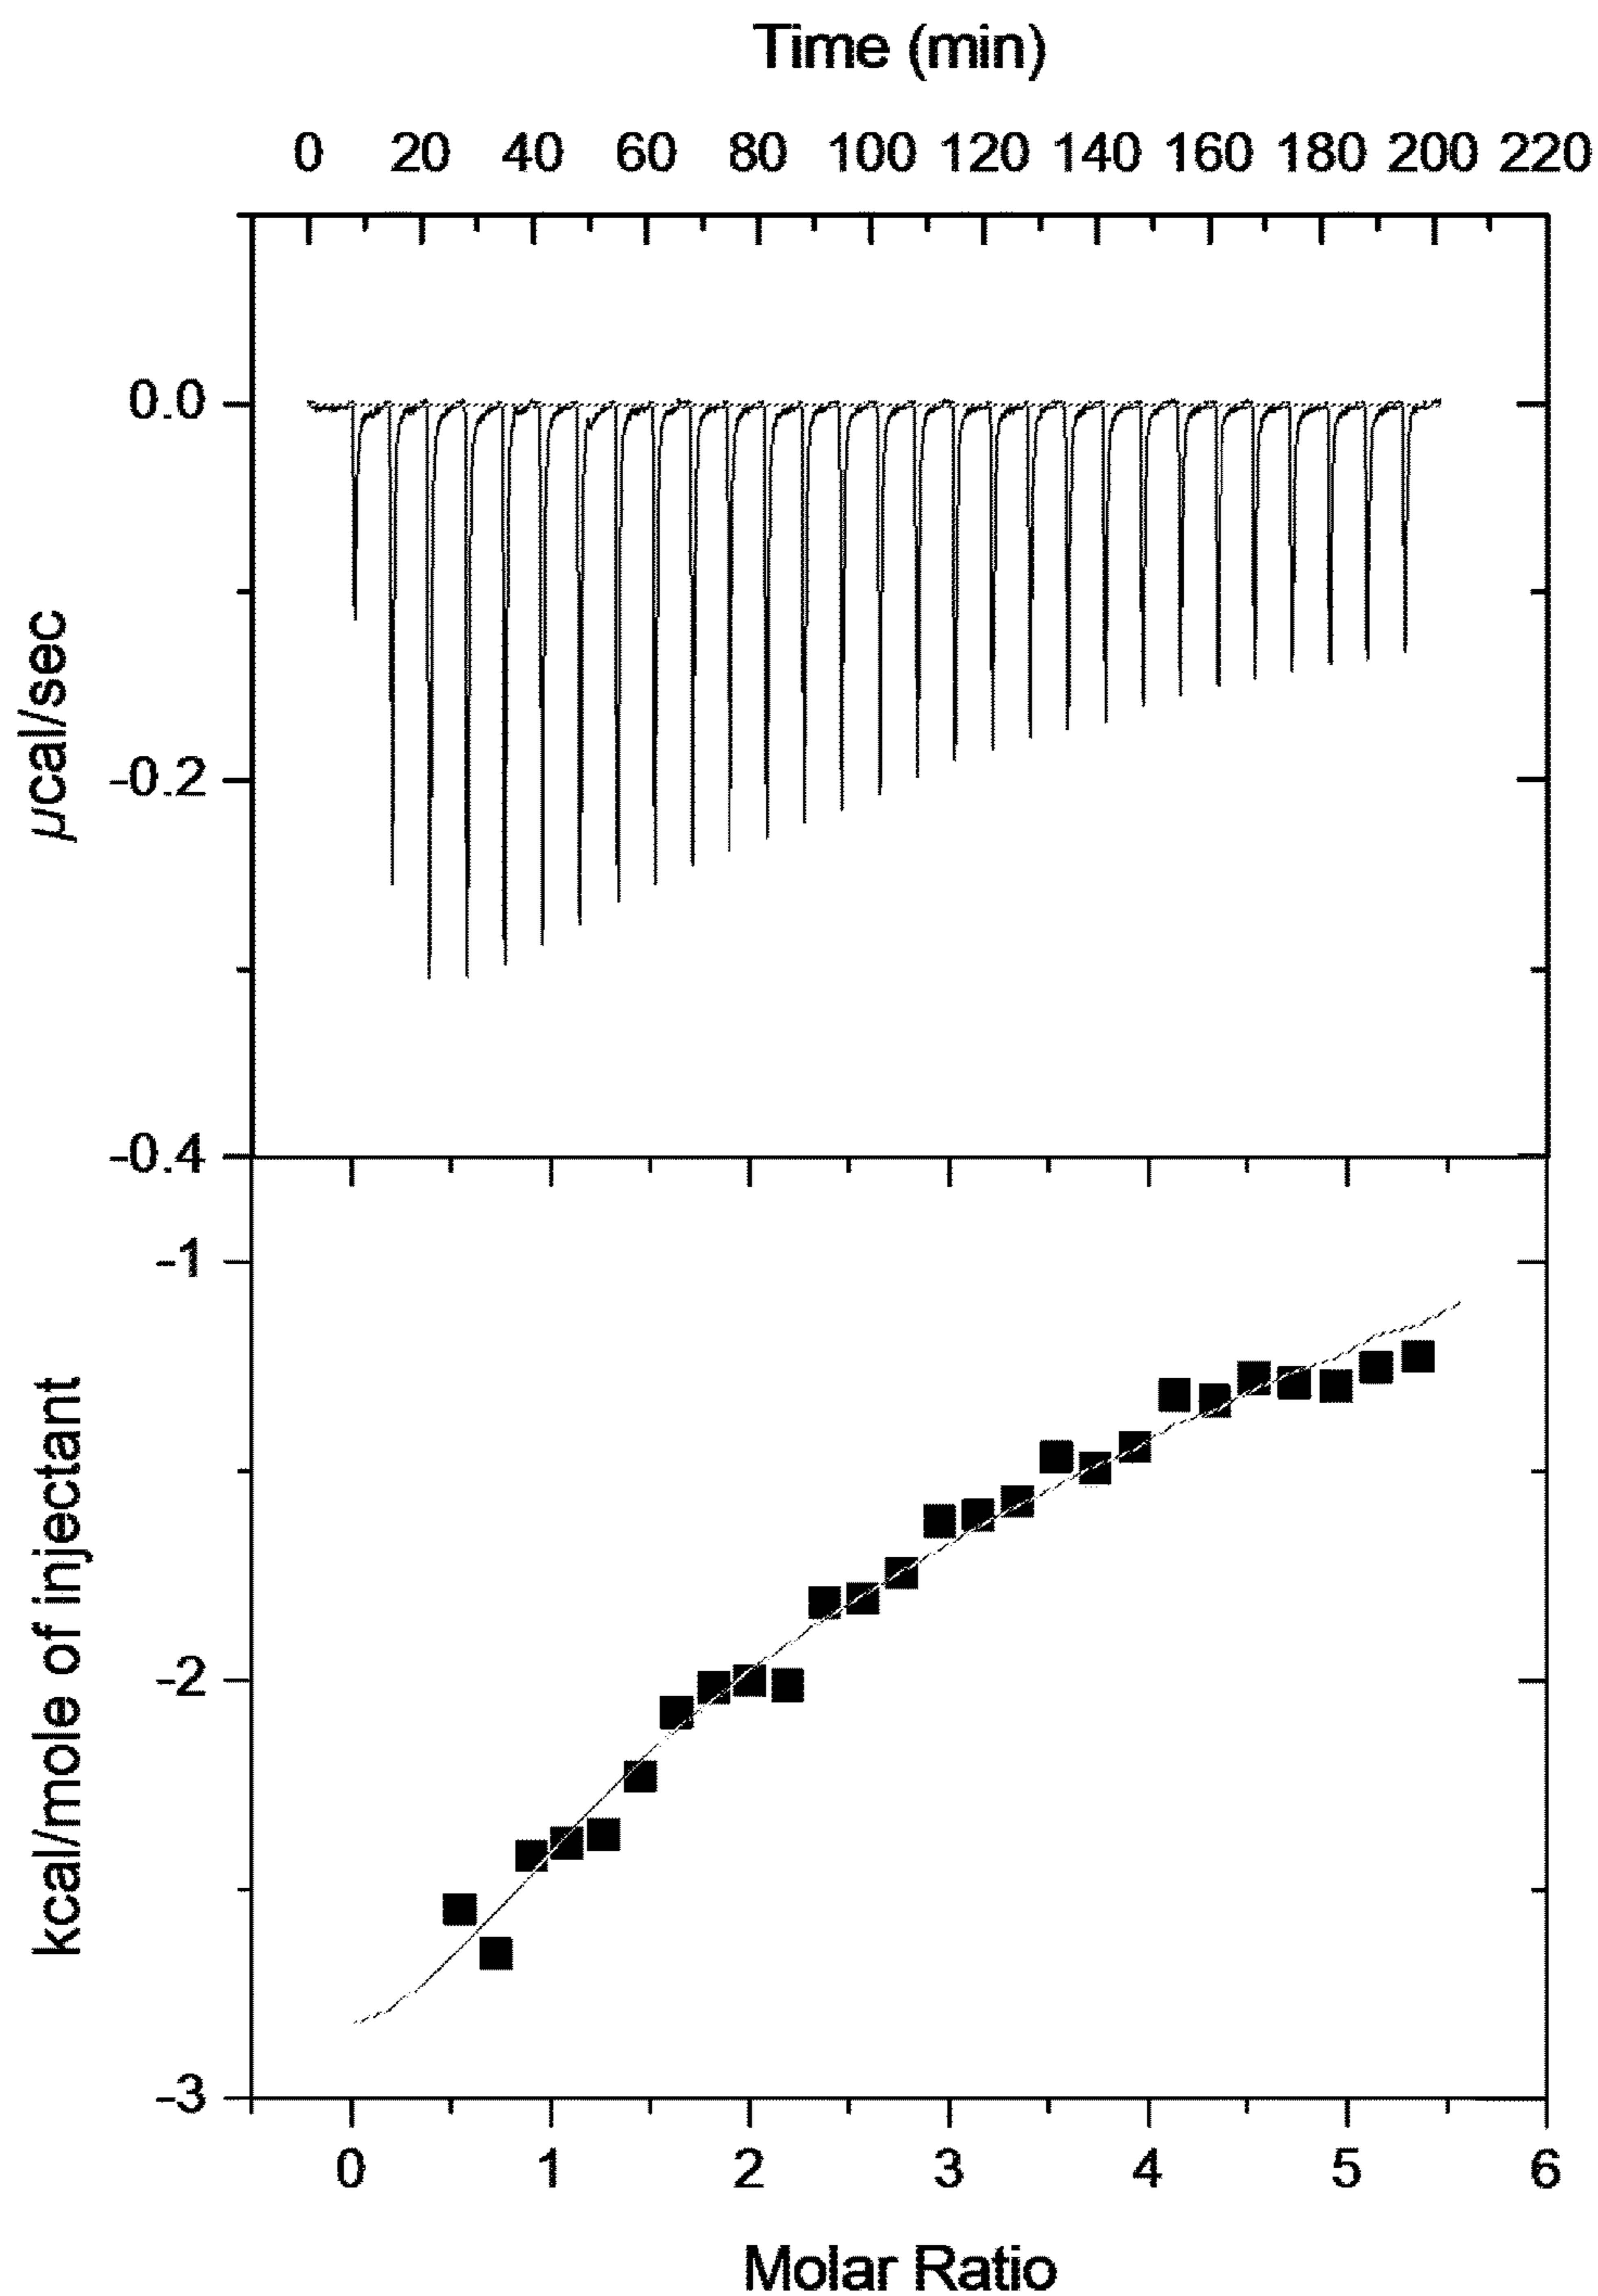 Time (min)
0 20 40 60 80 100 120 140 160 180 200 220
0.0
-0.2
-0.4
µcal/sec
-1
-2
-3
kcal/mole of injectant
0 1 2 3 4 5 6
Molar Ratio